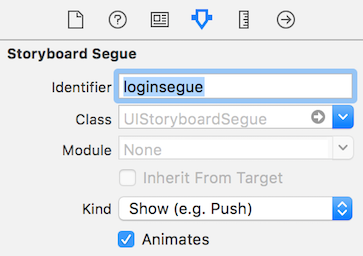 Storyboard Segue
Identifier loginsegue
Class UIStoryboardSegue
Module None
Inherit From Target
Kind Show (e.g. Push)
Animates